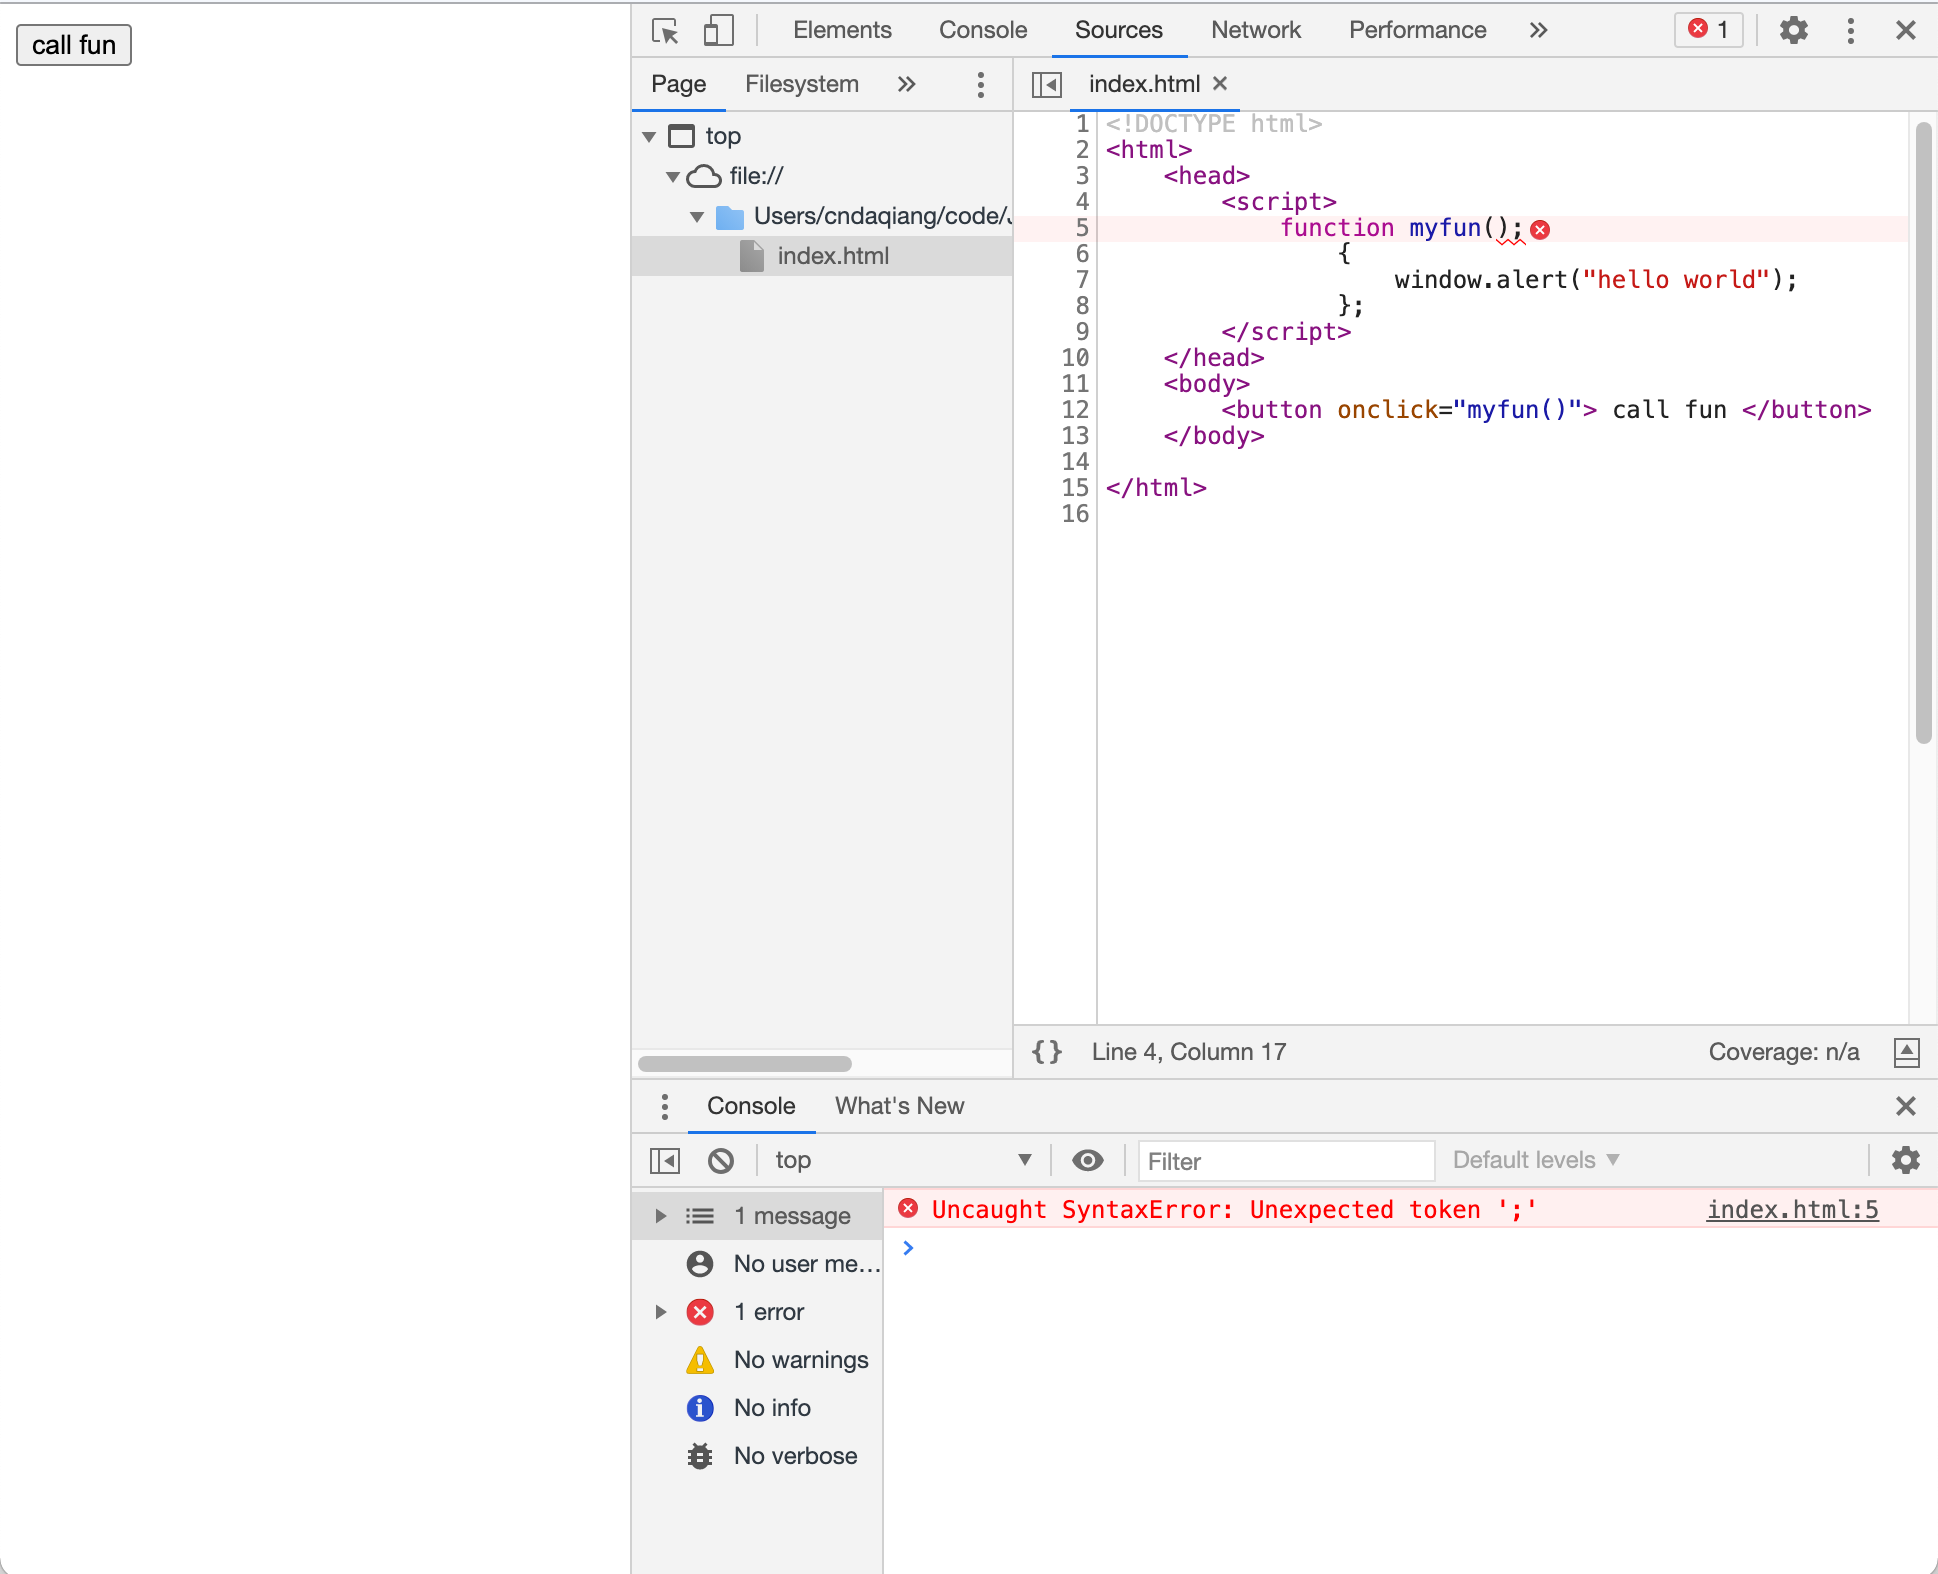 call fun
Elements Console Sources Network Performance » 1
Page Filesystem »
index.html
top
file://
Users/cndaqiang/code/
index.html
1 <!DOCTYPE html>
2 <html>
3     <head>
4         <script>
5             function myfun();
6                 {
7                     window.alert("hello world");
8                 };
9         </script>
10     </head>
11     <body>
12         <button onclick="myfun()"> call fun </button>
13     </body>
14
15 </html>
16
{} Line 4, Column 17 Coverage: n/a
Console What's New
top Filter Default levels
1 message
No user me...
1 error
No warnings
No info
No verbose
Uncaught SyntaxError: Unexpected token ';' index.html:5
>